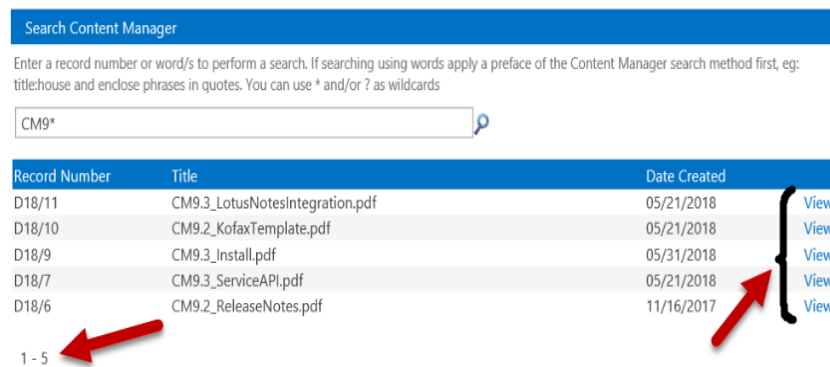 Search Content Manager
Enter a record number or word/s to perform a search. If searching using words apply a preface of the Content Manager search method first, eg:
title:house and enclose phrases in quotes. You can use * and/or ? as wildcards
CM9*
Record Number Title Date Created
D18/11 CM9.3_LotusNotesIntegration.pdf 05/21/2018 View
D18/10 CM9.2_KofaxTemplate.pdf 05/21/2018 View
D18/9 CM9.3_Install.pdf 05/31/2018 View
D18/7 CM9.3_ServiceAPI.pdf 05/21/2018 View
D18/6 CM9.2_ReleaseNotes.pdf 11/16/2017 View
1 - 5